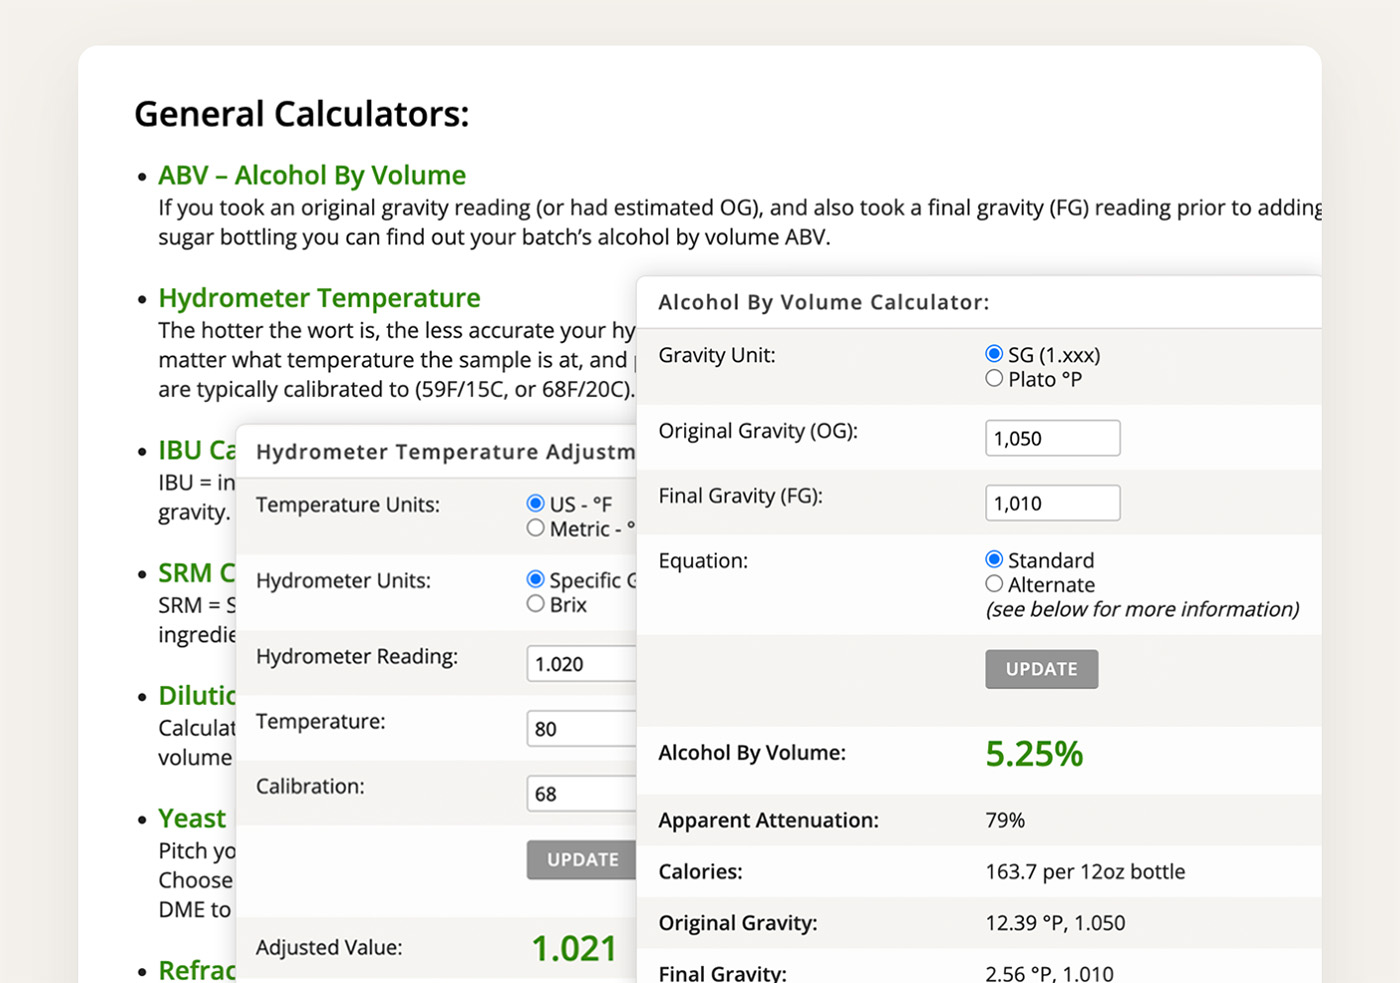 General Calculators:
ABV – Alcohol By Volume
If you took an original gravity reading (or had estimated OG), and also took a final gravity (FG) reading prior to adding
sugar bottling you can find out your batch's alcohol by volume ABV.
Hydrometer Temperature
The hotter the wort is, the less accurate your hy
matter what temperature the sample is at, and
are typically calibrated to (59F/15C, or 68F/20C).
IBU Ca
IBU = in
gravity.
SRM C
SRM = S
ingredie
Dilutic
Calculat
volume
Yeast
Pitch yo
Choose
DME to
Refrac
Hydrometer Temperature Adjustm
Temperature Units:
US - °F
Metric - °
Hydrometer Units:
Specific G
Brix
Hydrometer Reading:
1.020
Temperature:
80
Calibration:
68
UPDATE
Adjusted Value:
1.021
Alcohol By Volume Calculator:
Gravity Unit:
SG (1.xxx)
Plato °P
Original Gravity (OG):
1,050
Final Gravity (FG):
1,010
Equation:
Standard
Alternate
(see below for more information)
UPDATE
Alcohol By Volume:
5.25%
Apparent Attenuation:
79%
Calories:
163.7 per 12oz bottle
Original Gravity:
12.39 °P, 1.050
Final Gravity:
2.56 °P, 1.010